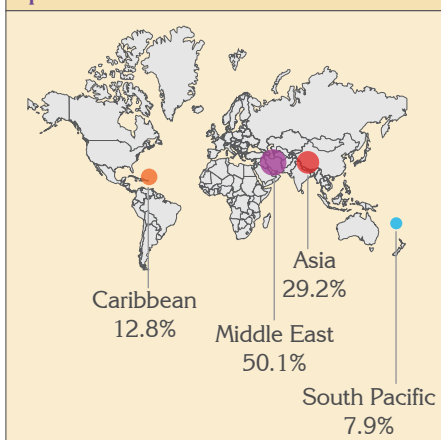 Caribbean
12.8%
Middle East
50.1%
Asia
29.2%
South Pacific
7.9%